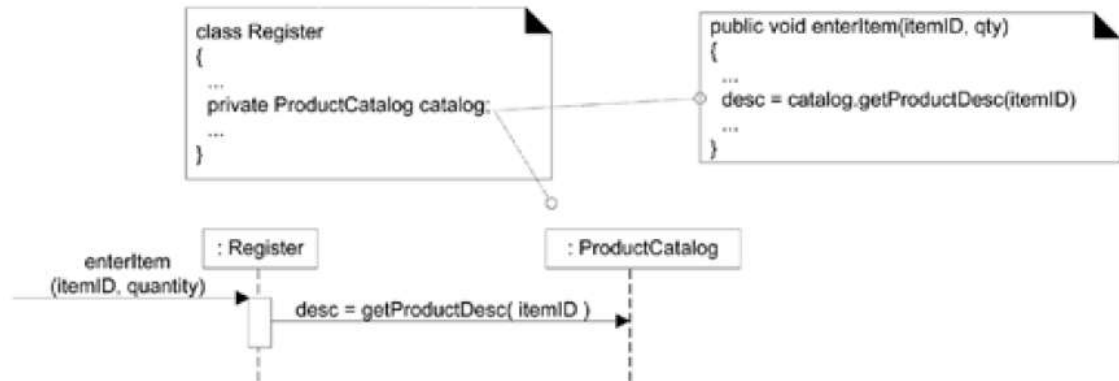 class Register
{
...
private ProductCatalog catalog;
...
}
public void enterItem(itemID, qty)
{
...
desc = catalog.getProductDesc(itemID)
...
}
: Register
: ProductCatalog
enterItem
(itemID, quantity)
desc = getProductDesc( itemID )